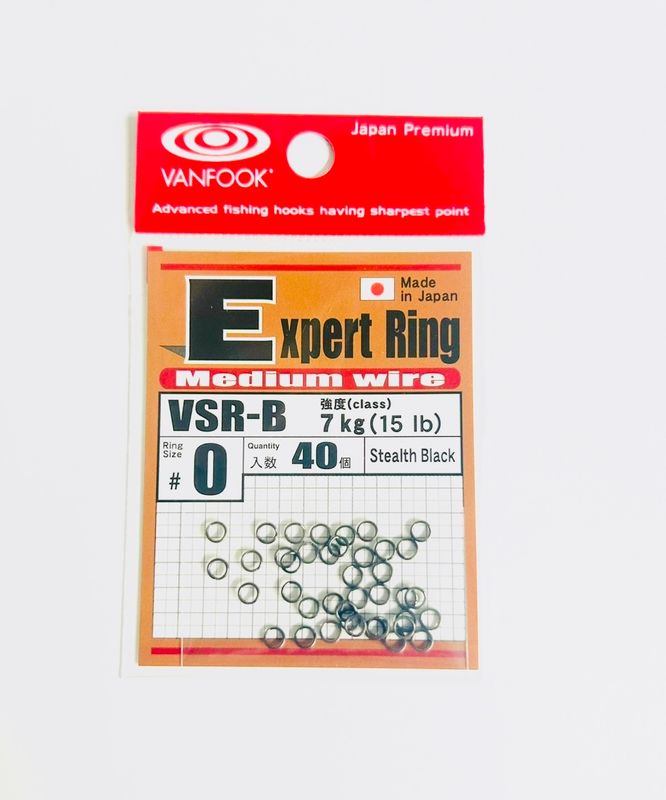 Japan Premium
VANFOOK®
Advanced fishing hooks having sharpest point
Made
in Japan
Expert Ring
Medium wire
VSR-B
強度(class)
7kg(15 lb)
Ring
Size
#0
Quantity
入数 40個
Stealth Black